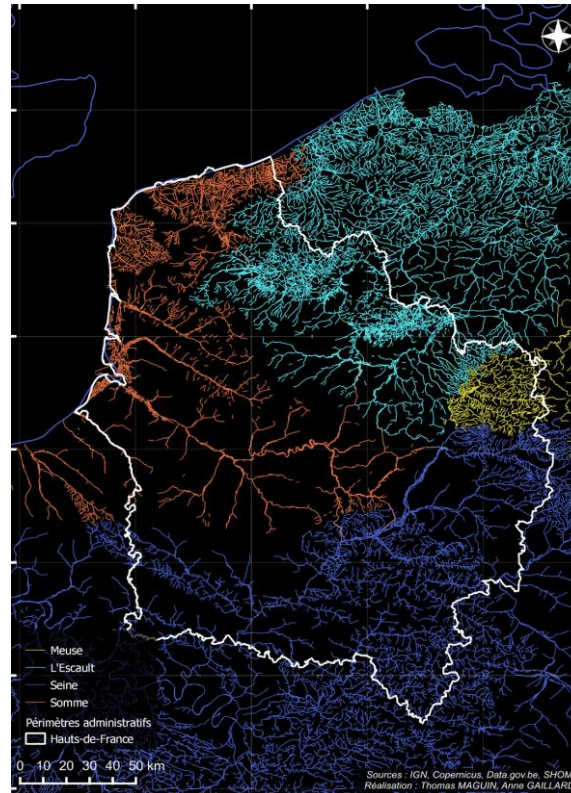 Meuse
L'Escault
Seine
Somme
Périmètres administratifs
Hauts-de-France
0 10 20 30 40 50 km
Sources : IGN, Copernicus, Data.gov.be, SHOM
Réalisation : Thomas MAGUIN, Anne GAILLARD